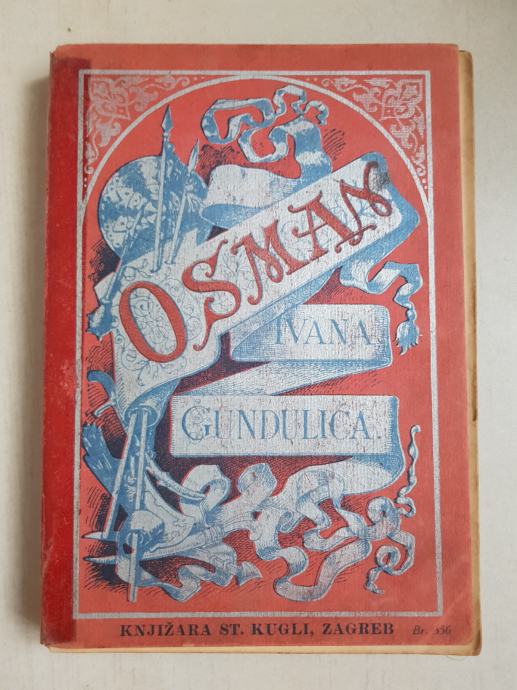 OSMAN
IVANA
GUNDULIĆA.
KNJIŽARA ST. KUGLI, ZAGREB Br. 356